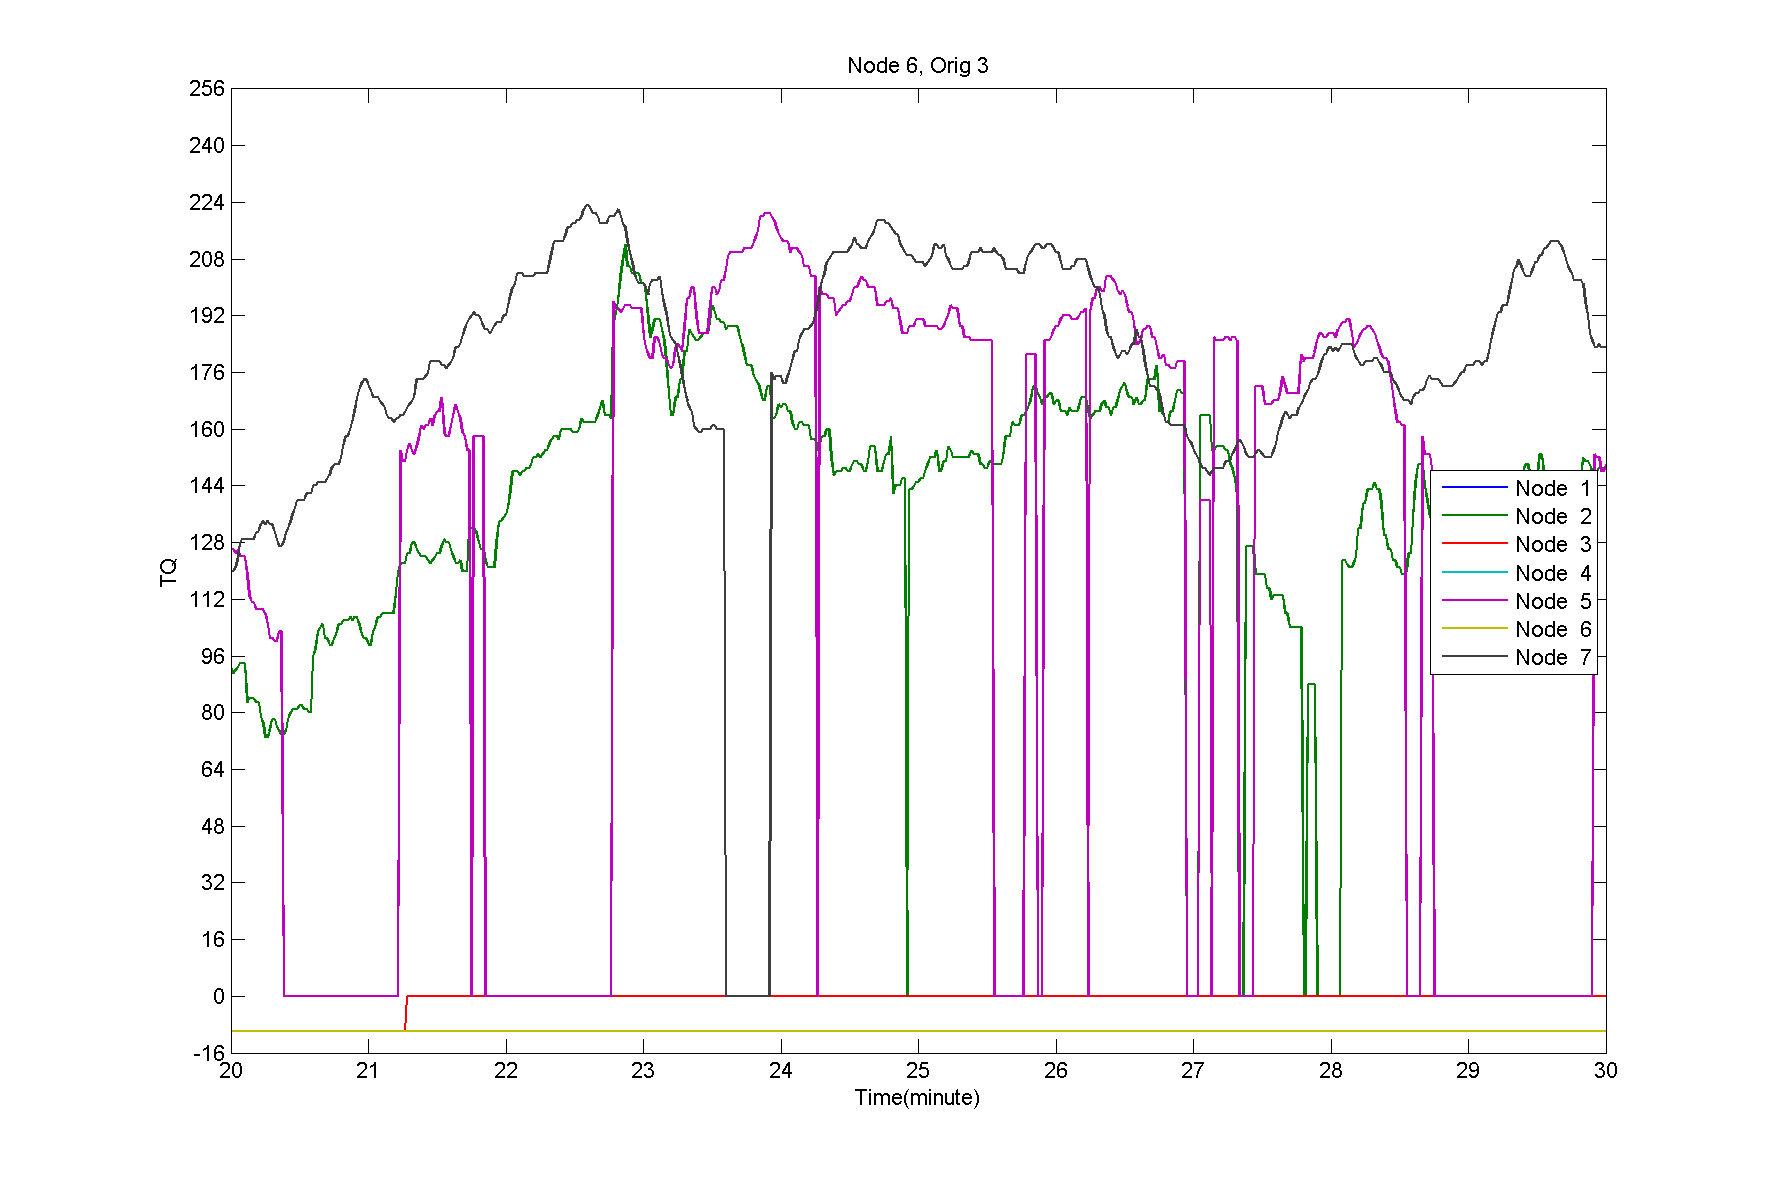 Node 6, Orig 3
256
240
224
208
192
176
160
144
128
112
96
80
64
48
32
16
0
-16
TQ
20 21 22 23 24 25 26 27 28 29 30
Time(minute)
Node 1
Node 2
Node 3
Node 4
Node 5
Node 6
Node 7